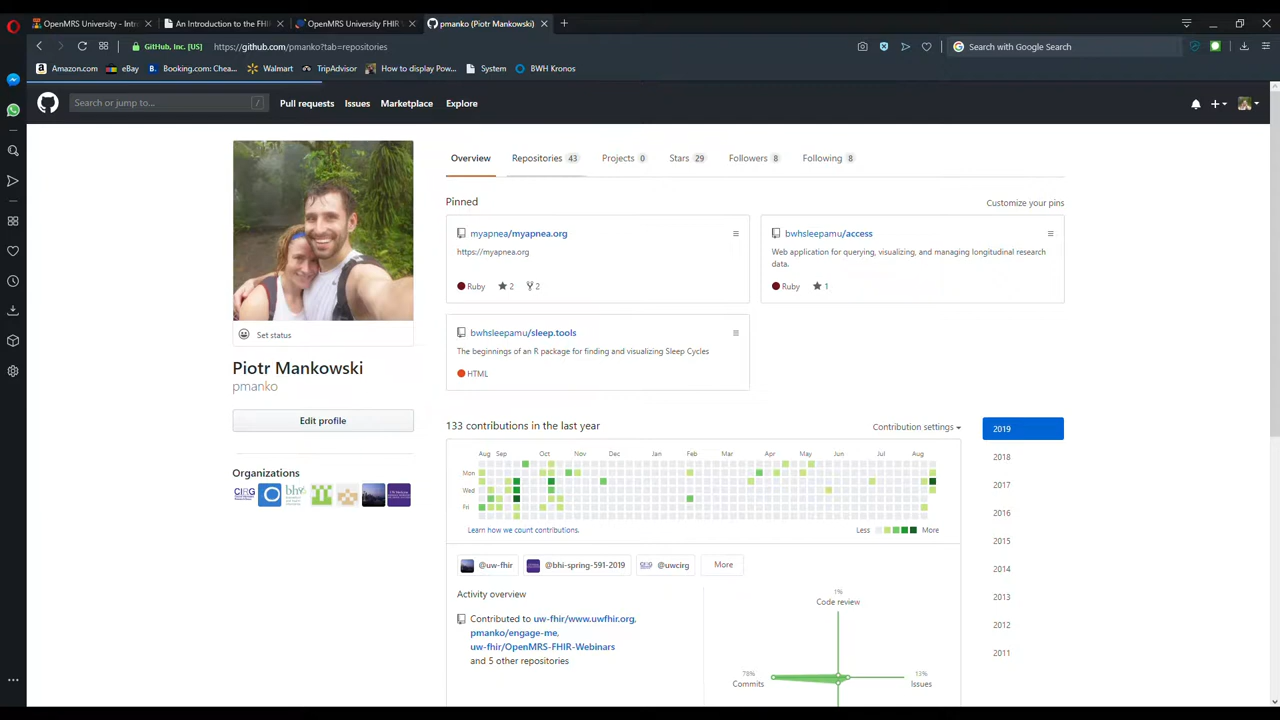 OpenMRS University - Intr
An Introduction to the FHIR
OpenMRS University FHIR
pmanko (Piotr Mankowski)
GitHub, Inc. [US]
https://github.com/pmanko?tab=repositories
Search with Google Search
Amazon.com
eBay
Booking.com: Chea...
Walmart
TripAdvisor
How to display Pow...
System
BWH Kronos
Search or jump to...
/
Pull requests
Issues
Marketplace
Explore
Overview
Repositories 43
Projects 0
Stars 29
Followers 8
Following 8
Pinned
Customize your pins
myapnea/myapnea.org
https://myapnea.org
Ruby 2 2
bwhsleepamu/access
Web application for querying, visualizing, and managing longitudinal research
data.
Ruby 1
bwhsleepamu/sleep.tools
The beginnings of an R package for finding and visualizing Sleep Cycles
HTML
Set status
Piotr Mankowski
pmanko
Edit profile
Organizations
133 contributions in the last year
Contribution settings
Aug Sep Oct Nov Dec Jan Feb Mar Apr May Jun Jul Aug
Mon
Wed
Fri
Learn how we count contributions.
Less More
2019
2018
2017
2016
2015
2014
2013
2012
2011
@uw-fhir
@bhi-spring-591-2019
@uwcirg
More
Activity overview
Contributed to uw-fhir/www.uwfhir.org,
pmanko/engage-me,
uw-fhir/OpenMRS-FHIR-Webinars
and 5 other repositories
1%
Code review
78%
Commits
13%
Issues